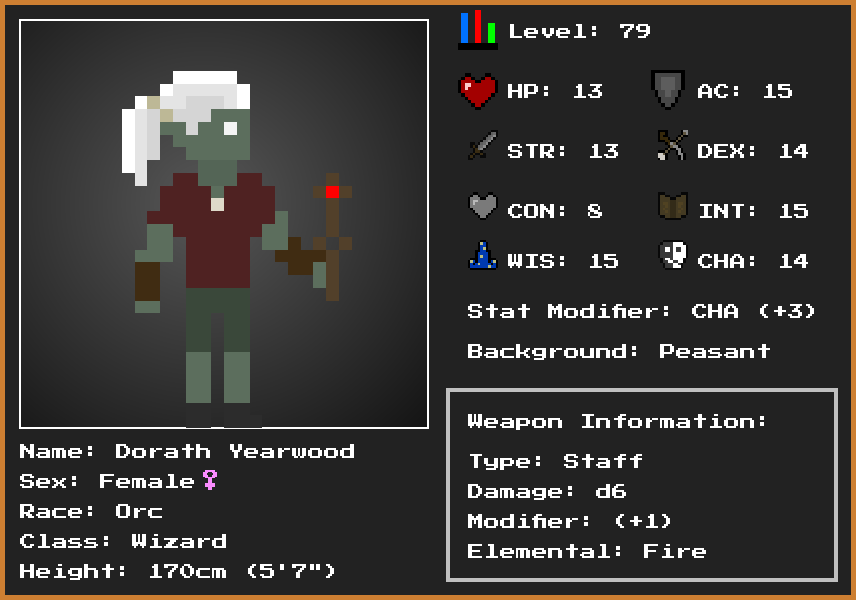 Level: 79
HP: 13
AC: 15
STR: 13
DEX: 14
CON: 8
INT: 15
WIS: 15
CHA: 14
Stat Modifier: CHA (+3)
Background: Peasant
Weapon Information:
Type: Staff
Damage: d6
Modifier: (+1)
Elemental: Fire
Name: Dorath Yearwood
Sex: Female♀
Race: Orc
Class: Wizard
Height: 170cm (5'7")